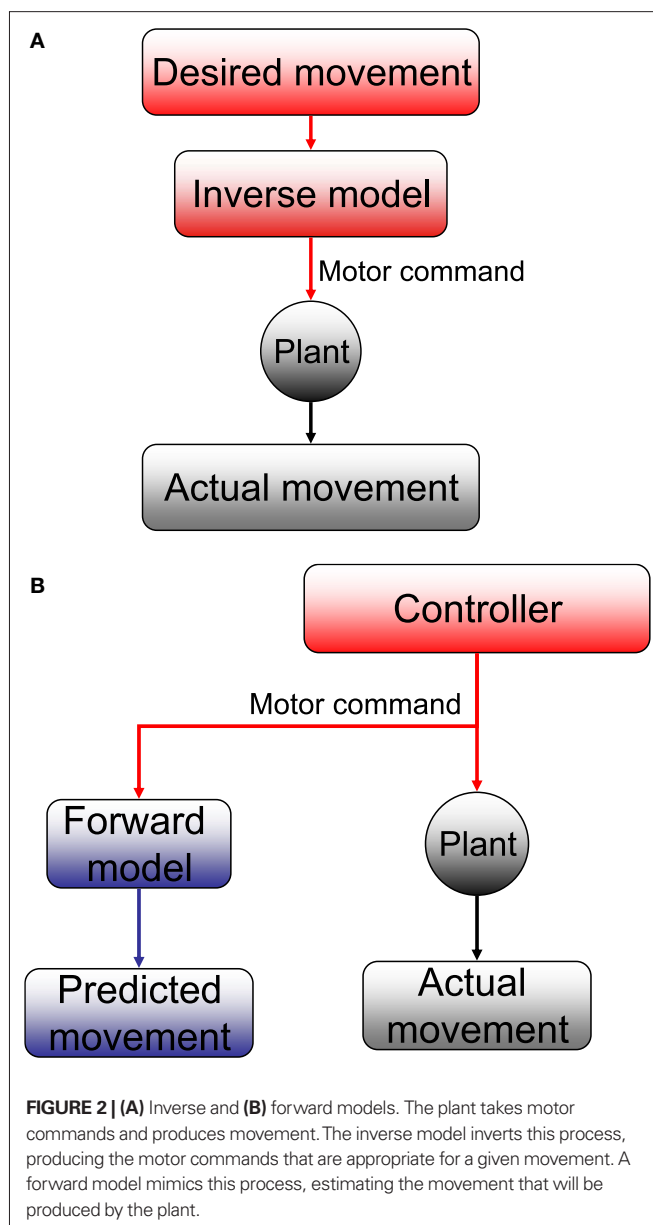 A
Desired movement
Inverse model
Motor command
Plant
Actual movement
B
Controller
Motor command
Forward
model
Plant
Predicted
movement
Actual
movement
FIGURE 2 | (A) Inverse and (B) forward models. The plant takes motor
commands and produces movement. The inverse model inverts this process,
producing the motor commands that are appropriate for a given movement. A
forward model mimics this process, estimating the movement that will be
produced by the plant.